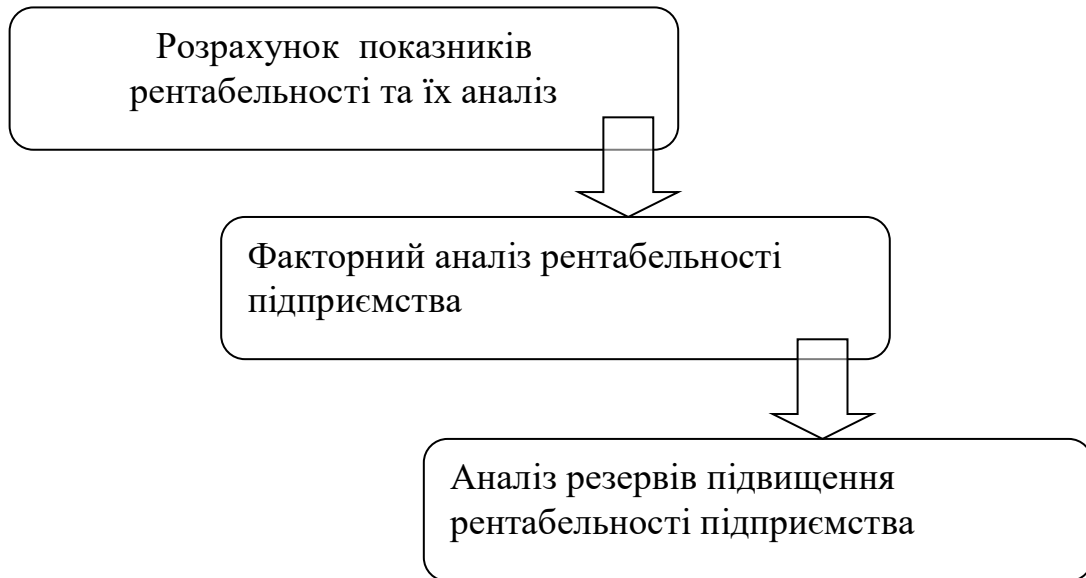 Розрахунок показників
рентабельності та їх аналіз
Факторний аналіз рентабельності
підприємства
Аналіз резервів підвищення
рентабельності підприємства